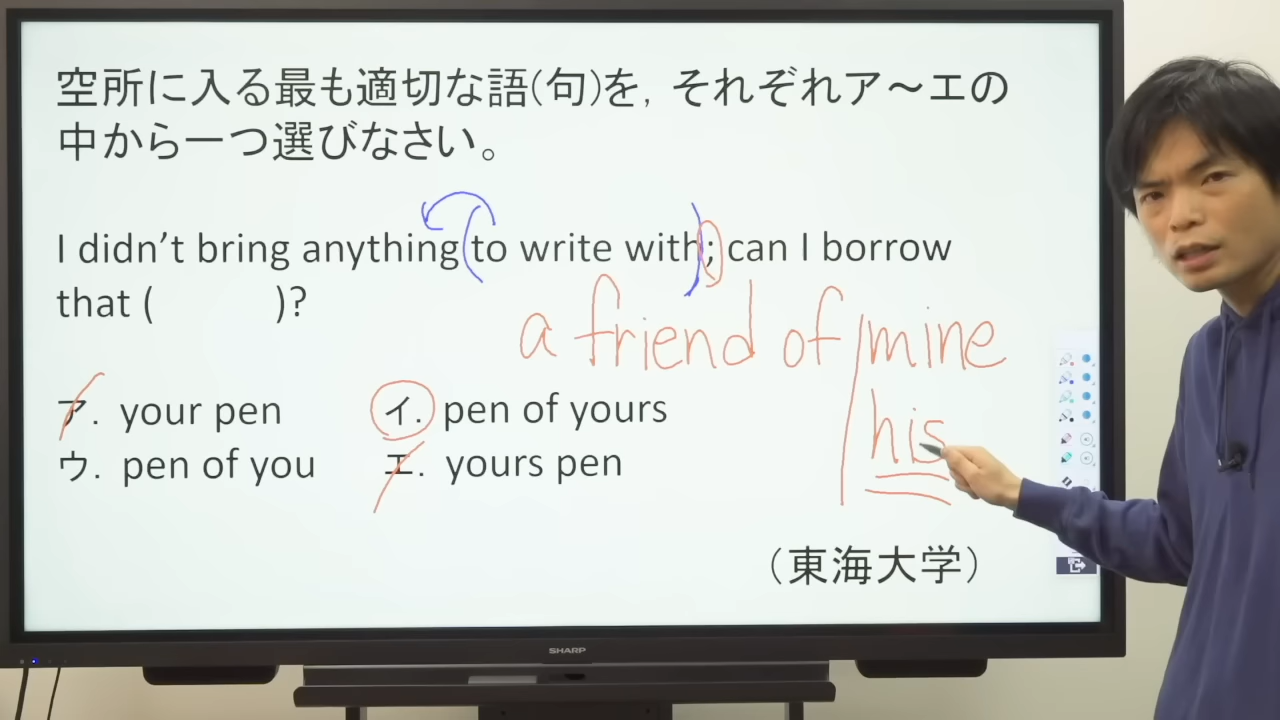 空所に入る最も適切な語(句)を，それぞれア～エの
中から一つ選びなさい。
I didn't bring anything to write with; can I borrow
that (          )?
a friend of mine
his
ア. your pen
イ. pen of yours
ウ. pen of you
エ. yours pen
（東海大学）
SHARP